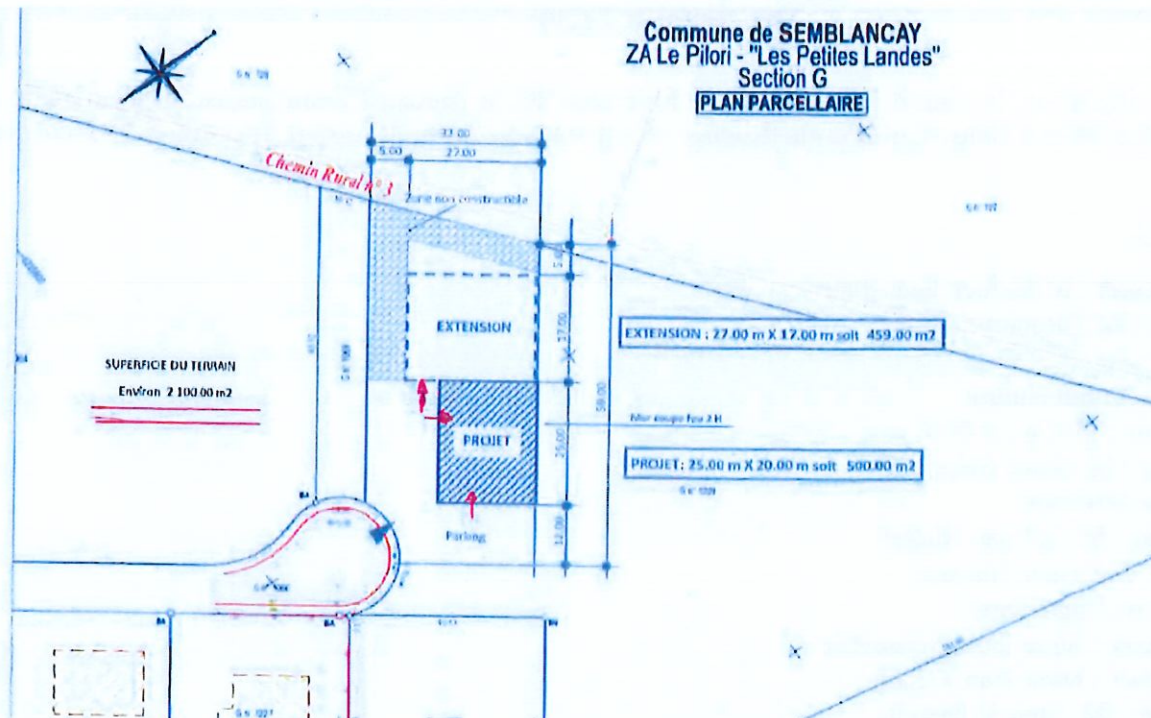 Commune de SEMBLANCAY
ZA Le Pilori - "Les Petites Landes"
Section G
PLAN PARCELLAIRE
5.00
27.00
Chemin Rural n° 3
Zone non constructible
EXTENSION
17.00
EXTENSION : 27.00 m X 17.00 m soit 459.00 m2
SUPERFICIE DU TERRAIN
Environ 2 100.00 m2
58.00
Mur coupe feu 2 H
PROJET
25.00
PROJET : 25.00 m X 20.00 m soit 500.00 m2
Parking
12.00